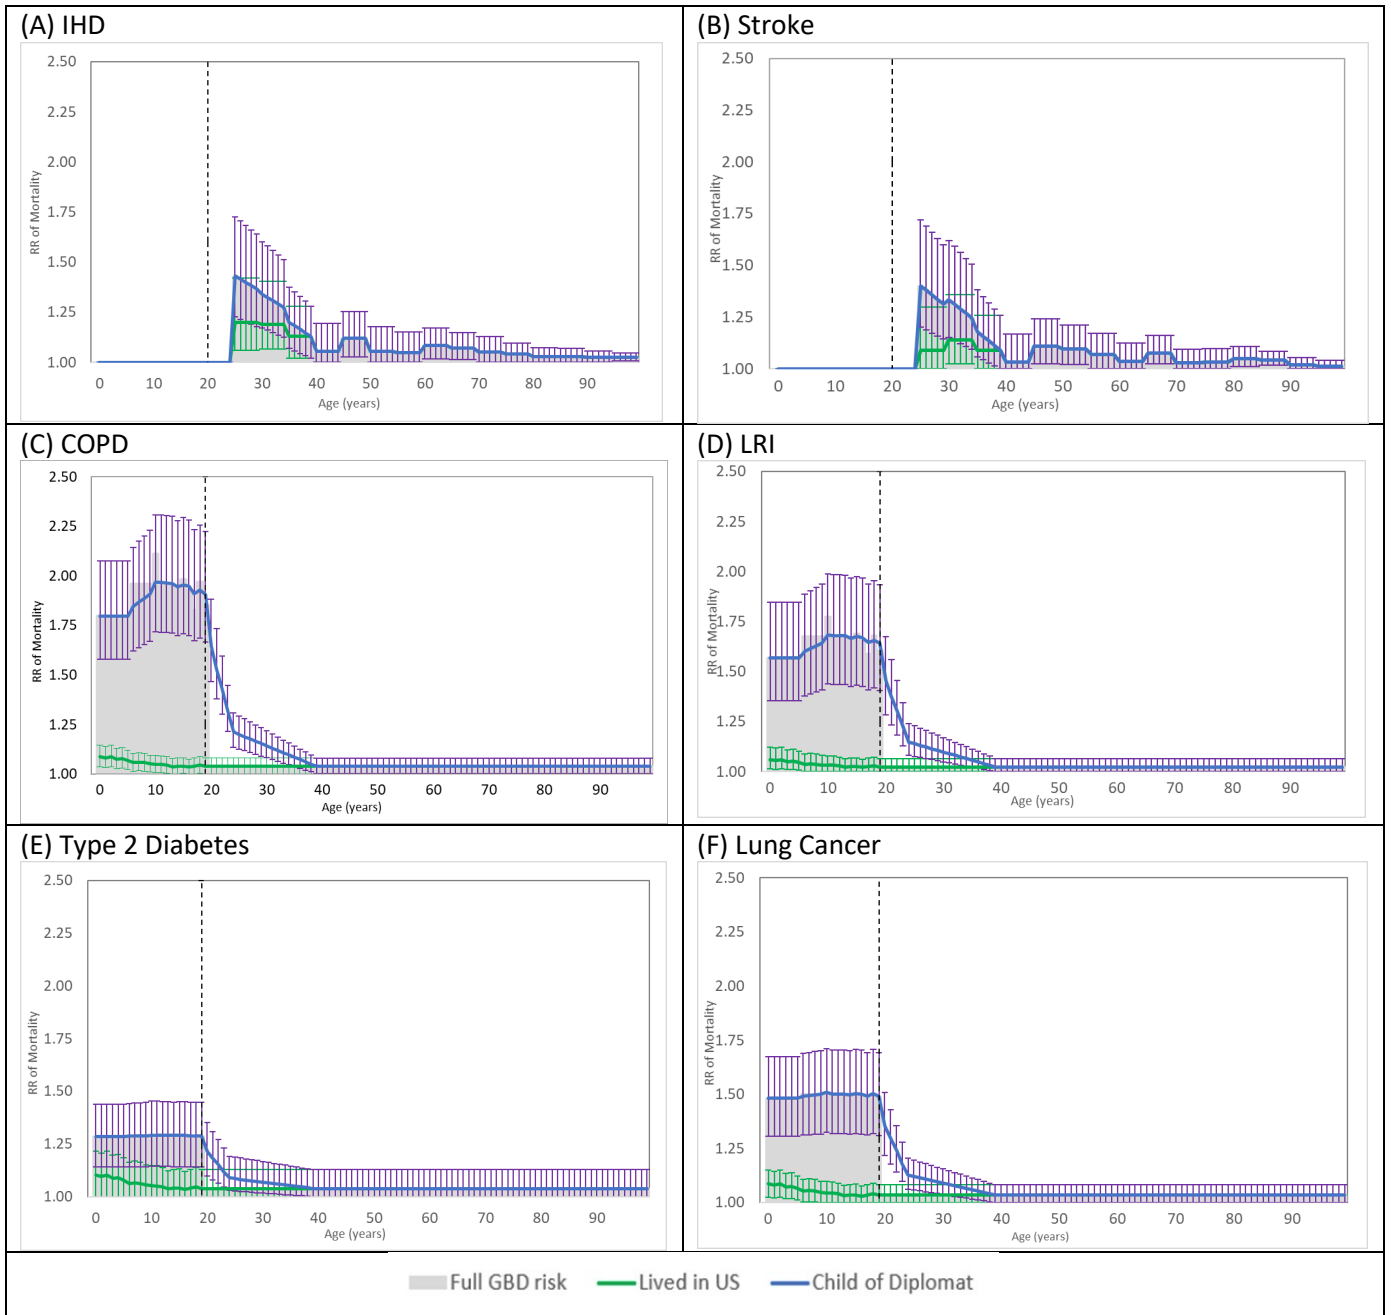 (A) IHD
2.50
2.25
2.00
1.75
1.50
1.25
1.00
RR of Mortality
0 10 20 30 40 50 60 70 80 90
Age (years)
(B) Stroke
2.50
2.25
2.00
1.75
1.50
1.25
1.00
RR of Mortality
0 10 20 30 40 50 60 70 80 90
Age (years)
(C) COPD
2.50
2.25
2.00
1.75
1.50
1.25
1.00
RR of Mortality
0 10 20 30 40 50 60 70 80 90
Age (years)
(D) LRI
2.50
2.25
2.00
1.75
1.50
1.25
1.00
RR of Mortality
0 10 20 30 40 50 60 70 80 90
Age (years)
(E) Type 2 Diabetes
2.50
2.25
2.00
1.75
1.50
1.25
1.00
RR of Mortality
0 10 20 30 40 50 60 70 80 90
Age (years)
(F) Lung Cancer
2.50
2.25
2.00
1.75
1.50
1.25
1.00
RR of Mortality
0 10 20 30 40 50 60 70 80 90
Age (years)
Full GBD risk Lived in US Child of Diplomat